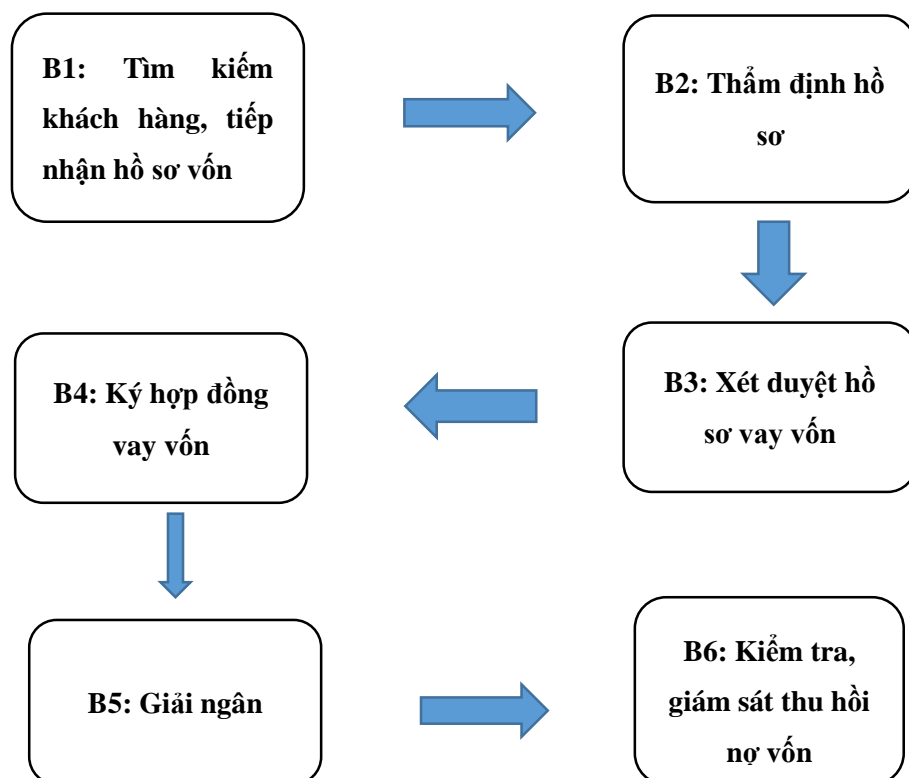 B1: Tìm kiếm
khách hàng, tiếp
nhận hồ sơ vốn
B2: Thẩm định hồ
sơ
B3: Xét duyệt hồ
sơ vay vốn
B4: Ký hợp đồng
vay vốn
B5: Giải ngân
B6: Kiểm tra,
giám sát thu hồi
nợ vốn